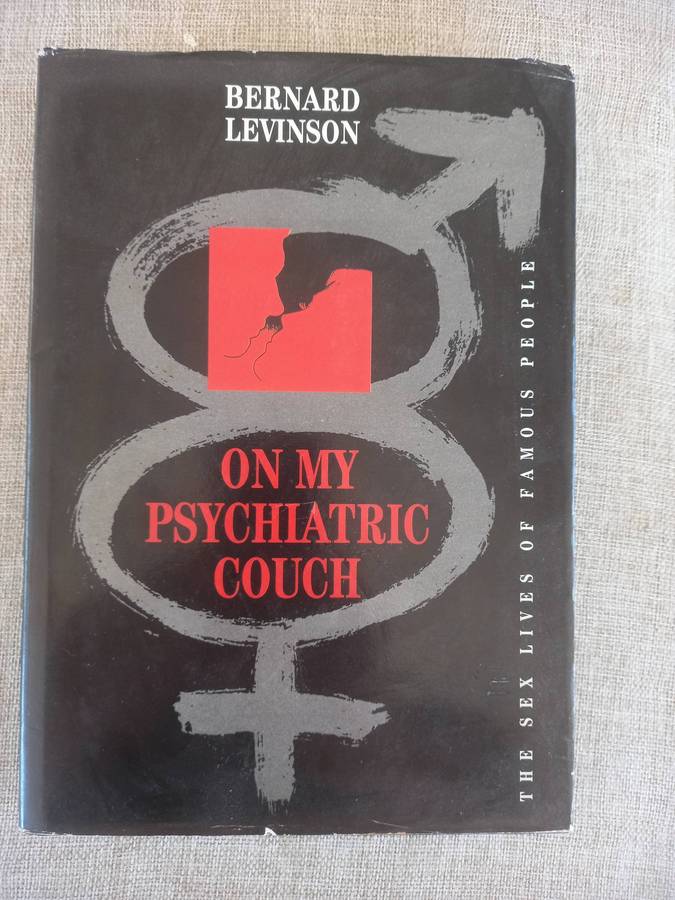 BERNARD
LEVINSON
ON MY
PSYCHIATRIC
COUCH
THE SEX LIVES OF FAMOUS PEOPLE